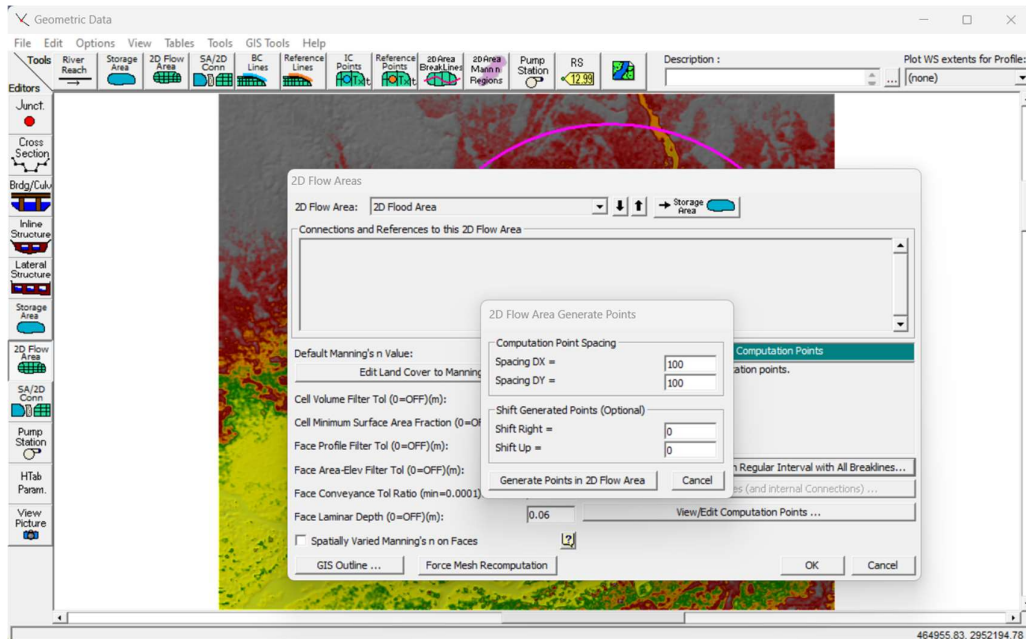 Geometric Data
File Edit Options View Tables Tools GIS Tools Help
Tools
River Reach
Storage Area
2D Flow Area
SA/2D Conn
BC Lines
Reference Lines
IC Points
Reference Points
2D Area BreakLines
2D Area Mann n Regions
Pump Station
RS
12.99
Description :
...
Plot WS extents for Profile:
(none)
Editors
Junct.
Cross Section
Brdg/Culv
Inline Structure
Lateral Structure
Storage Area
2D Flow Area
SA/2D Conn
Pump Station
HTab Param.
View Picture
2D Flow Areas
2D Flow Area: 2D Flood Area
Storage Area
Connections and References to this 2D Flow Area
Default Manning's n Value:
Edit Land Cover to Manning
Cell Volume Filter Tol (0=OFF)(m):
Cell Minimum Surface Area Fraction (0=OF
Face Profile Filter Tol (0=OFF)(m):
Face Area-Elev Filter Tol (0=OFF)(m):
Face Conveyance Tol Ratio (min=0.0001)
Face Laminar Depth (0=OFF)(m): 0.06
Spatially Varied Manning's n on Faces
GIS Outline ...
Force Mesh Recomputation
Computation Points
ation points.
n Regular Interval with All Breaklines...
es (and internal Connections) ...
View/Edit Computation Points ...
OK
Cancel
2D Flow Area Generate Points
Computation Point Spacing
Spacing DX = 100
Spacing DY = 100
Shift Generated Points (Optional)
Shift Right = 0
Shift Up = 0
Generate Points in 2D Flow Area
Cancel